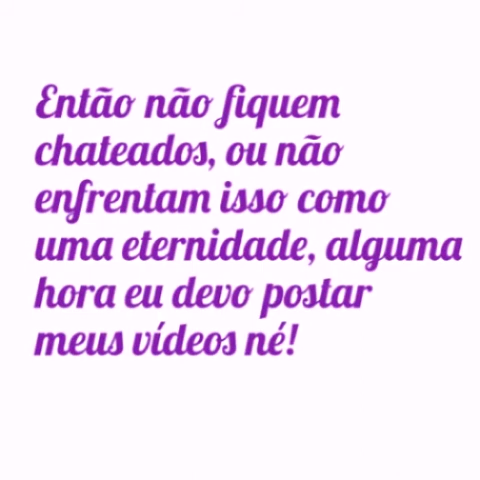 Então não fiquem
chateados, ou não
enfrentam isso como
uma eternidade, alguma
hora eu devo postar
meus vídeos né!